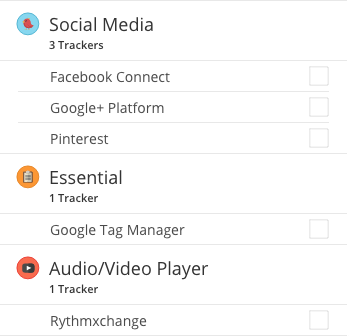 Social Media
3 Trackers
Facebook Connect
Google+ Platform
Pinterest
Essential
1 Tracker
Google Tag Manager
Audio/Video Player
1 Tracker
Rythmxchange